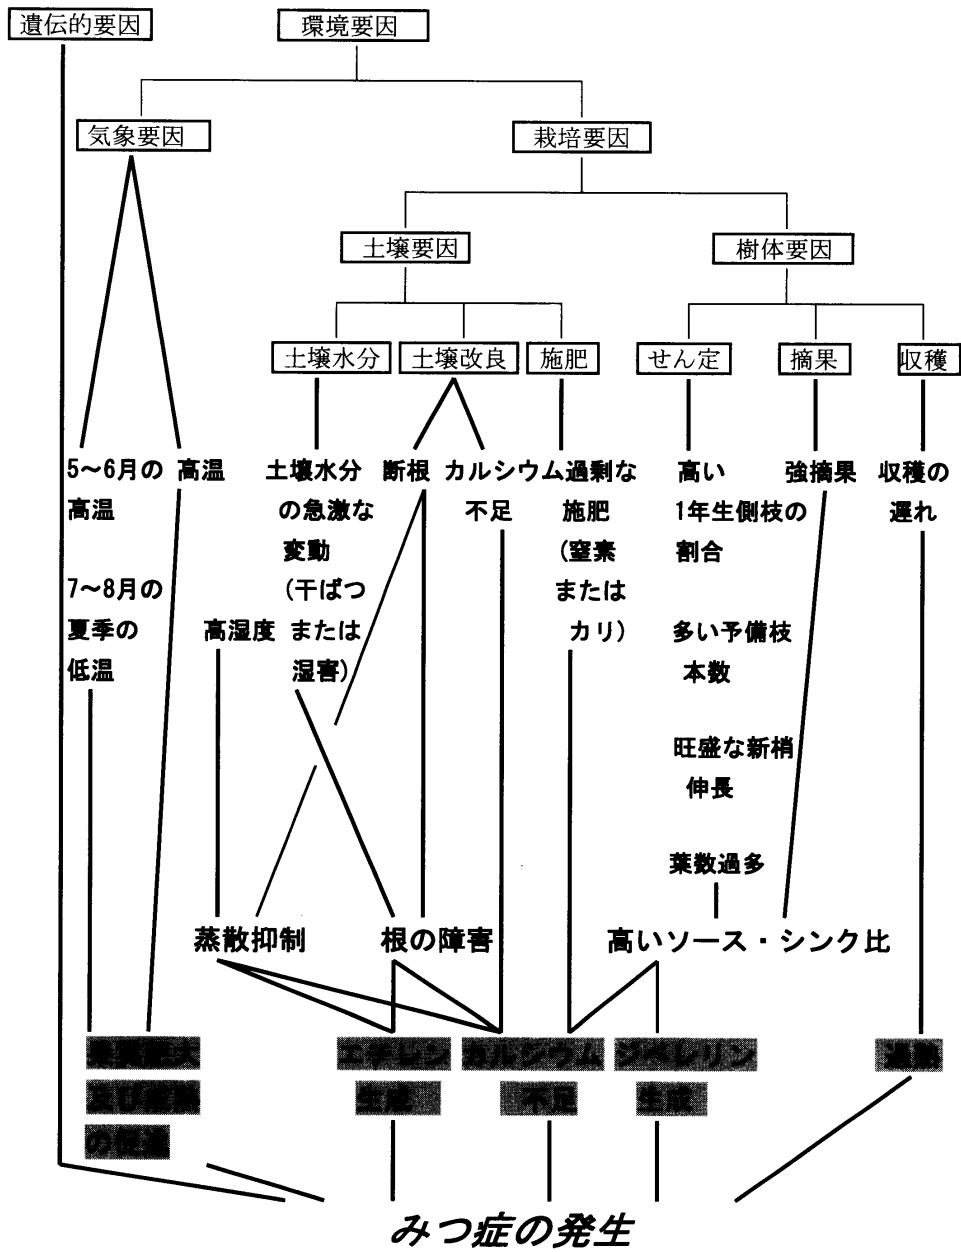 遺伝的要因
環境要因
気象要因
栽培要因
土壌要因
樹体要因
土壌水分
土壌改良
施肥
せん定
摘果
収穫
5〜6月の
高温
7〜8月の
夏季の
低温
高温
高湿度
土壌水分
の急激な
変動
(干ばつ
または
湿害)
断根
カルシウム
不足
過剰な
施肥
(窒素
または
カリ)
高い
1年生側枝の
割合
多い予備枝
本数
旺盛な新梢
伸長
葉数過多
強摘果
収穫の
遅れ
蒸散抑制
根の障害
高いソース・シンク比
果実肥大
及び
の促進
エチレン
生成
カルシウム
不足
ジベレリン
生成
過熟
みつ症の発生